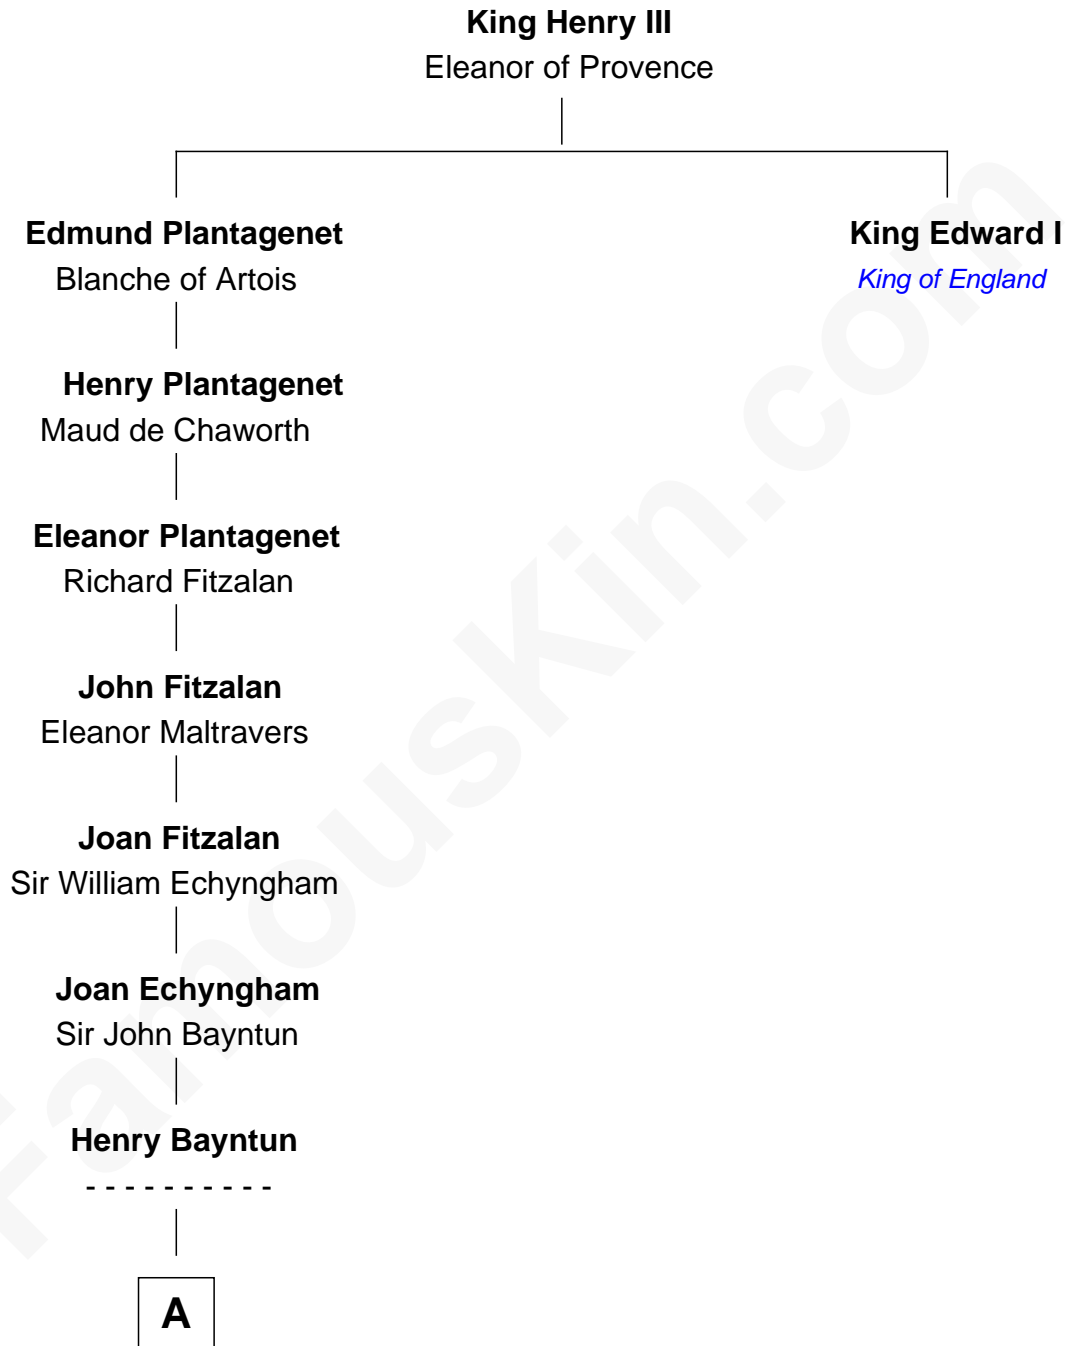 King Henry III
Eleanor of Provence
Edmund Plantagenet
Blanche of Artois
King Edward I
King of England
Henry Plantagenet
Maud de Chaworth
Eleanor Plantagenet
Richard Fitzalan
John Fitzalan
Eleanor Maltravers
Joan Fitzalan
Sir William Echyngham
Joan Echyngham
Sir John Bayntun
Henry Bayntun
- - - - - - - - - -
A
FamousKin.com